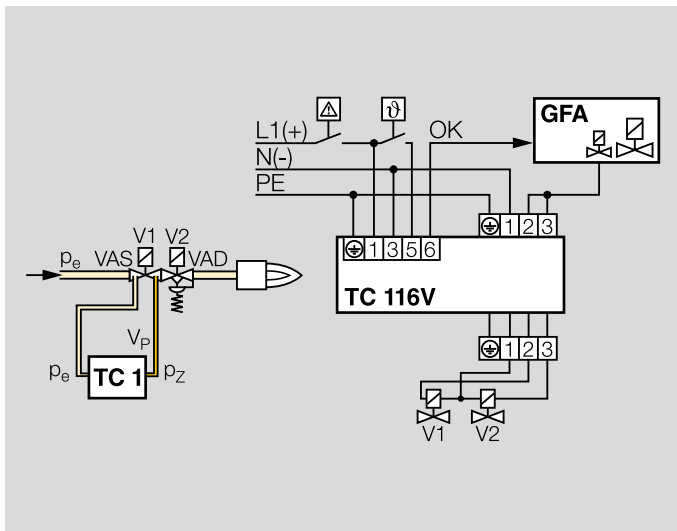 GFA
L1(+)
OK
N(-)
PE
1 2 3
V1 V2
1 3 5 6
pe VAS VAD
TC 116V
VP
1 2 3
pe TC 1 pZ
V1 V2
ϑ